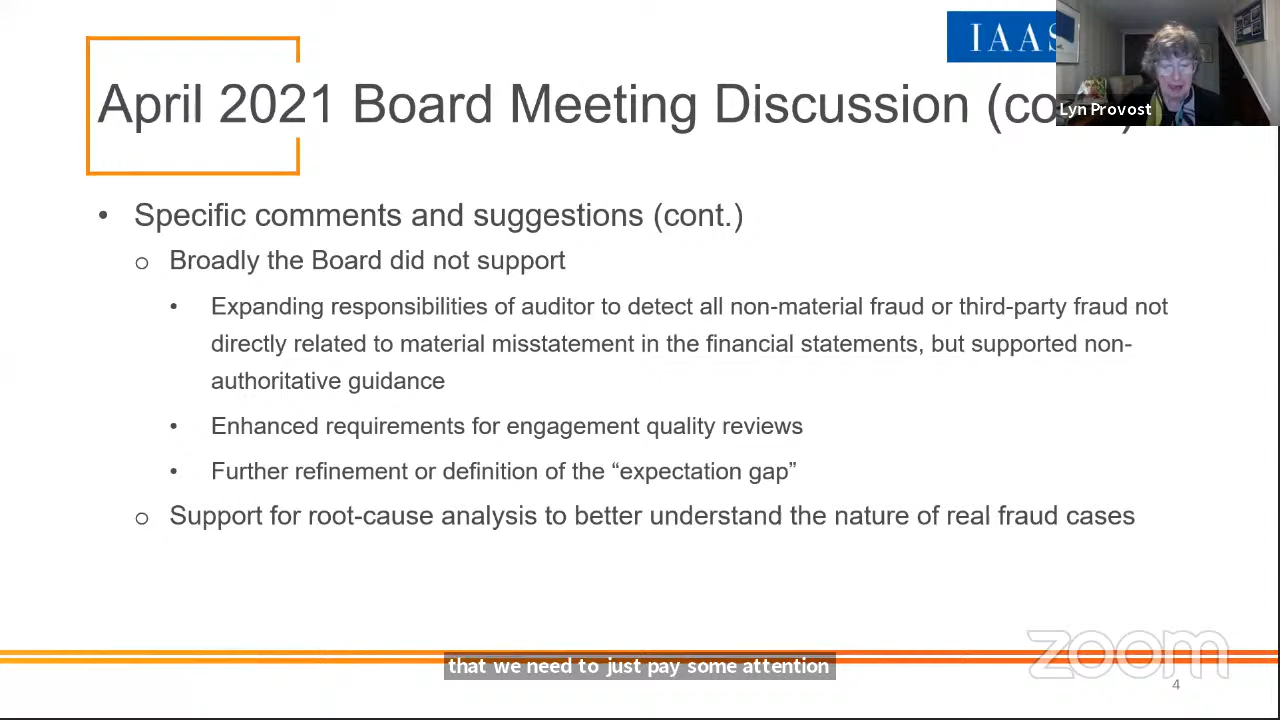 IAAS
Lyn Provost
April 2021 Board Meeting Discussion (co
• Specific comments and suggestions (cont.)
o Broadly the Board did not support
• Expanding responsibilities of auditor to detect all non-material fraud or third-party fraud not
directly related to material misstatement in the financial statements, but supported non-
authoritative guidance
• Enhanced requirements for engagement quality reviews
• Further refinement or definition of the “expectation gap”
o Support for root-cause analysis to better understand the nature of real fraud cases
zoom
that we need to just pay some attention
4